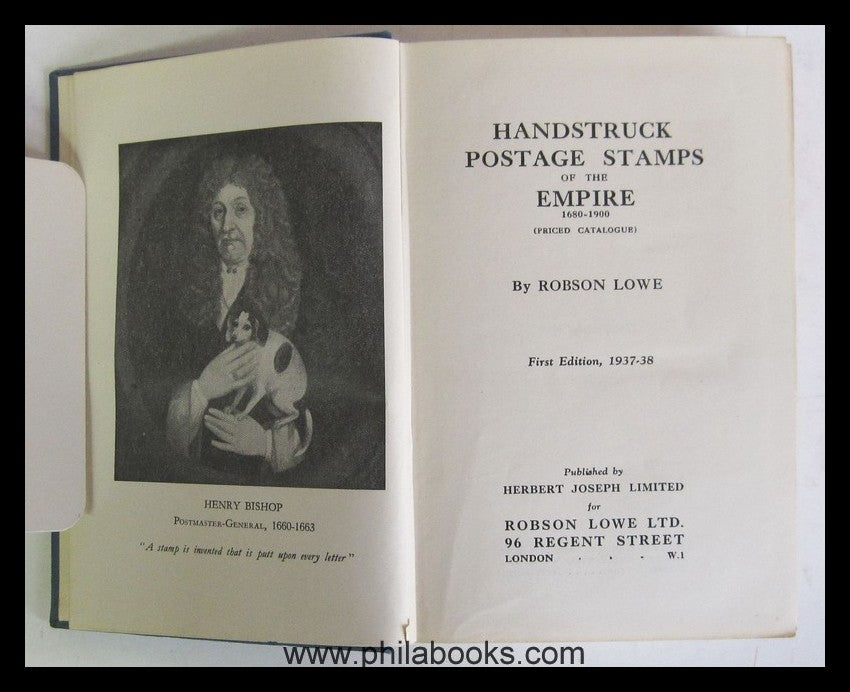 HENRY BISHOP
POSTMASTER-GENERAL, 1660-1663
"A stamp is invented that is putt upon every letter"
HANDSTRUCK
POSTAGE STAMPS
OF THE
EMPIRE
1680-1900
(PRICED CATALOGUE)
By ROBSON LOWE
First Edition, 1937-38
Published by
HERBERT JOSEPH LIMITED
for
ROBSON LOWE LTD.
96 REGENT STREET
LONDON . . . W.1
www.philabooks.com